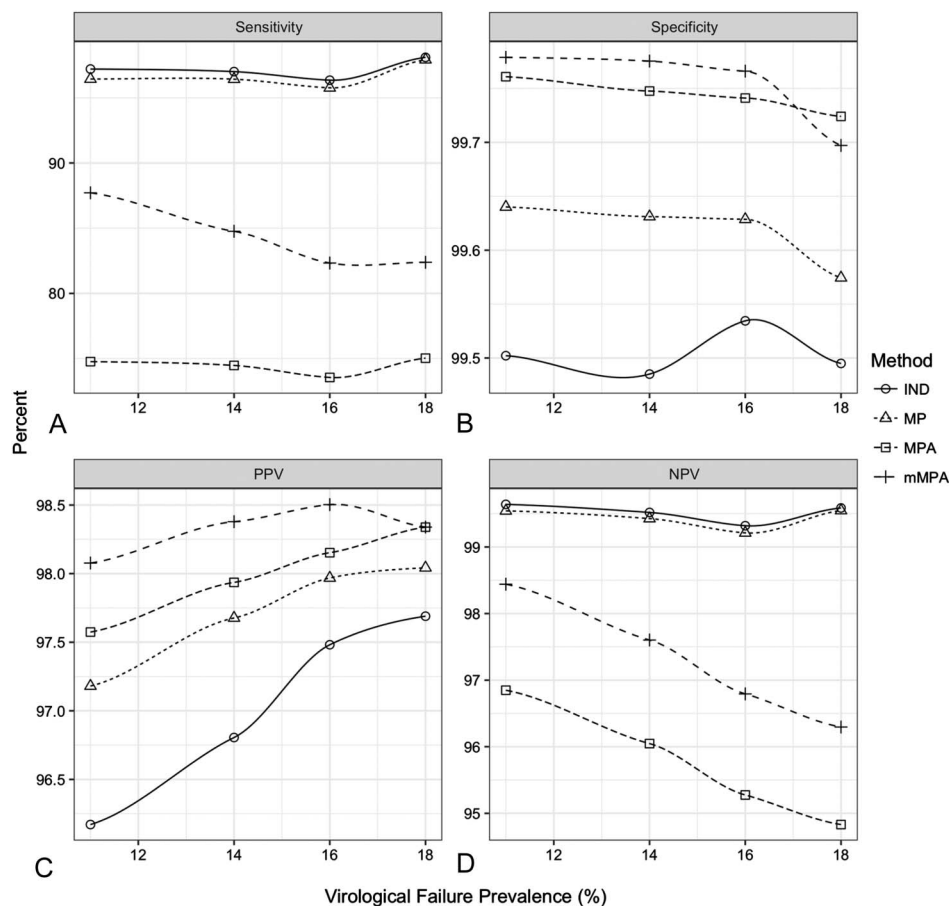 Sensitivity
Specificity
90
80
12 14 16 18
A
99.7
99.6
99.5
12 14 16 18
B
Percent
Method
IND
MP
MPA
mMPA
PPV
NPV
98.5
98.0
97.5
97.0
96.5
12 14 16 18
C
99
98
97
96
95
12 14 16 18
D
Virological Failure Prevalence (%)